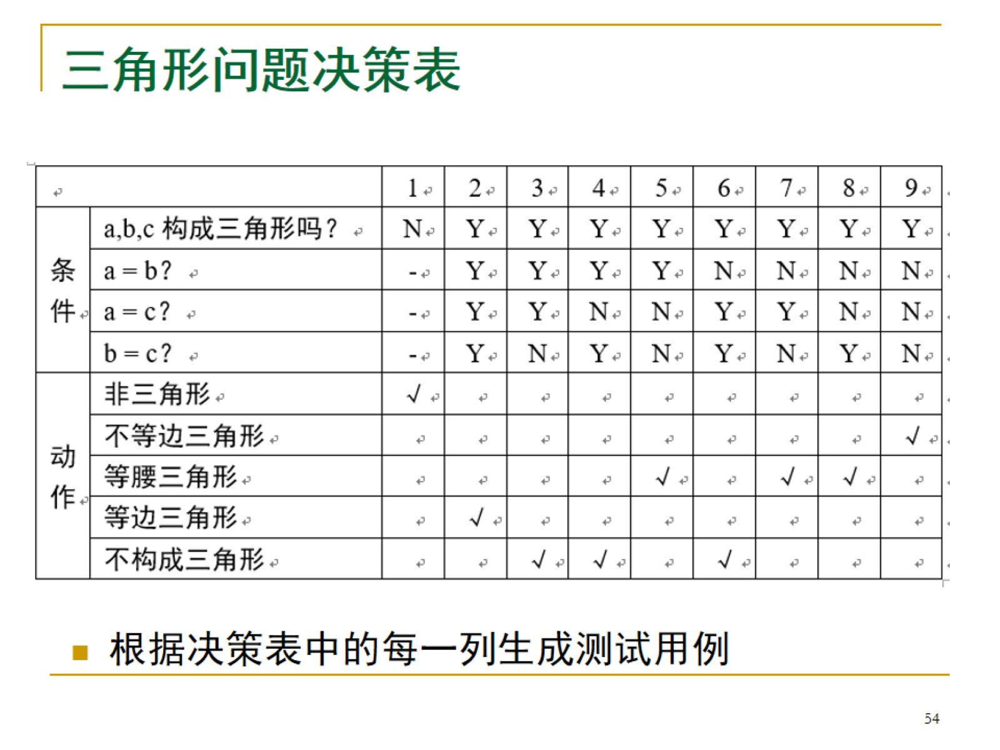 三角形问题决策表
1 2 3 4 5 6 7 8 9
条件
a,b,c 构成三角形吗? N Y Y Y Y Y Y Y Y
a = b? - Y Y Y Y N N N N
a = c? - Y Y N N Y Y N N
b = c? - Y N Y N Y N Y N
动作
非三角形 √
不等边三角形 √
等腰三角形 √ √ √
等边三角形 √
不构成三角形 √ √ √
■ 根据决策表中的每一列生成测试用例
54